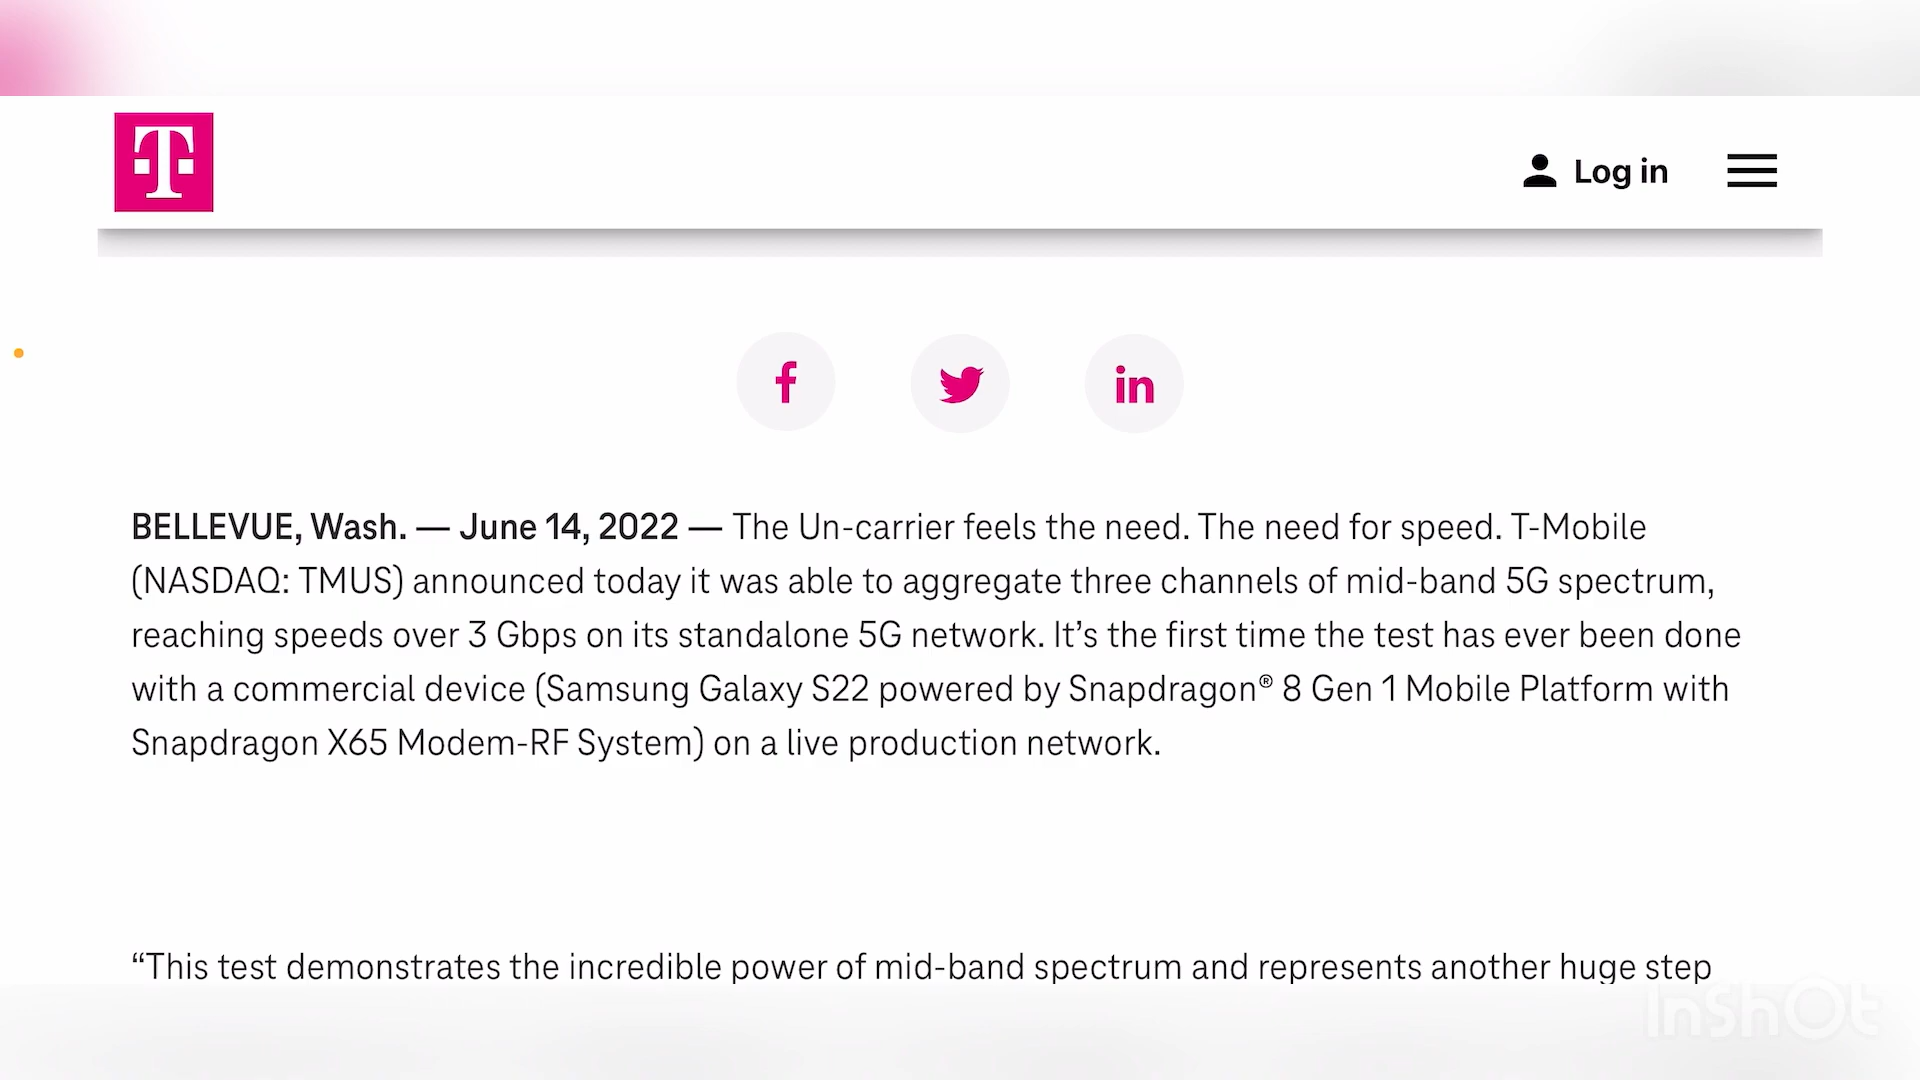 T
Log in
f
in
BELLEVUE, Wash. — June 14, 2022 — The Un-carrier feels the need. The need for speed. T-Mobile
(NASDAQ: TMUS) announced today it was able to aggregate three channels of mid-band 5G spectrum,
reaching speeds over 3 Gbps on its standalone 5G network. It’s the first time the test has ever been done
with a commercial device (Samsung Galaxy S22 powered by Snapdragon® 8 Gen 1 Mobile Platform with
Snapdragon X65 Modem-RF System) on a live production network.
“This test demonstrates the incredible power of mid-band spectrum and represents another huge step
InShOt